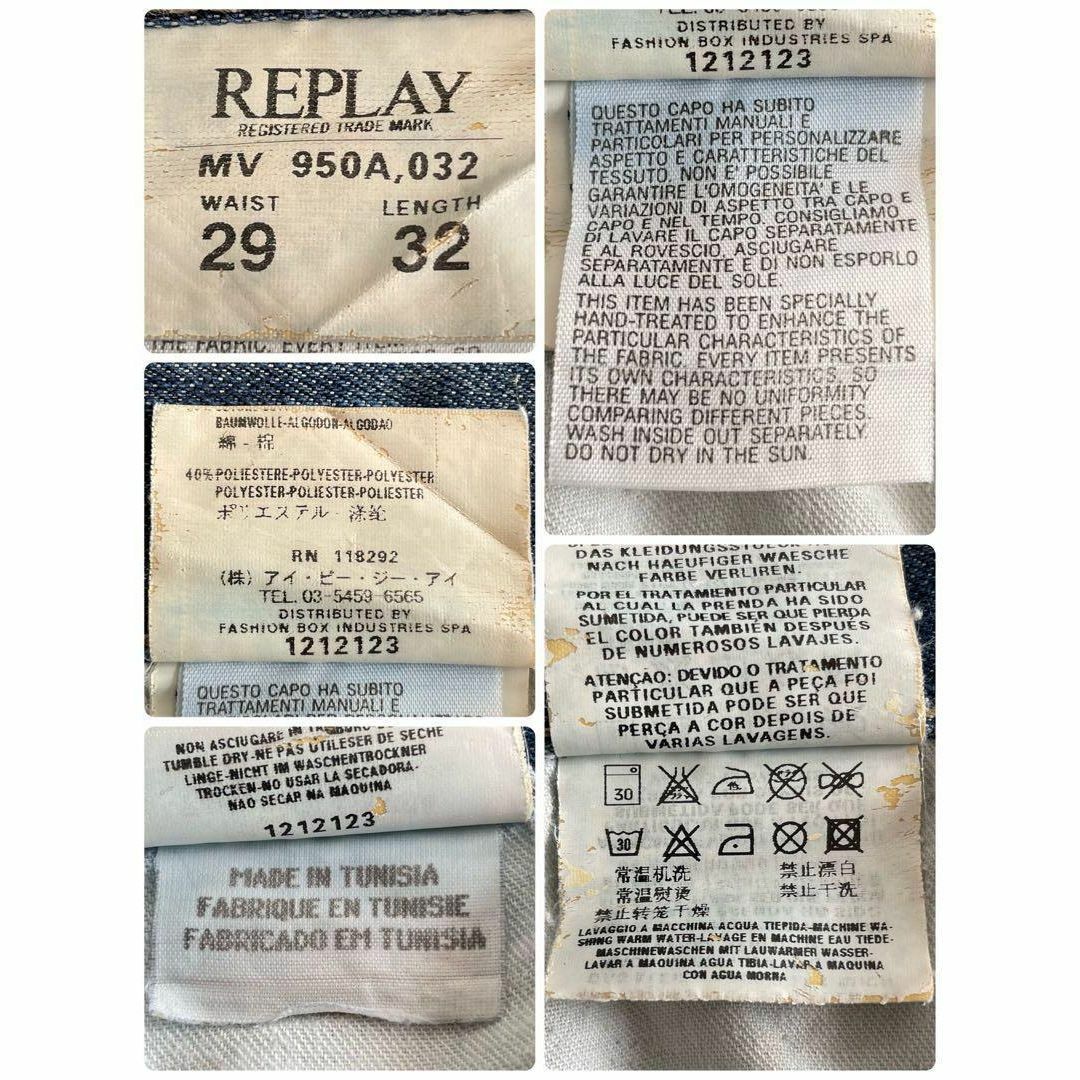 REPLAY
REGISTERED TRADE MARK
MV 950A,032
WAIST LENGTH
29 32
THE FABRIC, EVERY ITEM
BAUMWOLLE-ALGODON-ALGODAO
綿 - 棉
40% POLIESTERE-POLYESTER-POLYESTER
POLYESTER-POLIESTER-POLIESTER
ポリエステル - 涤纶
RN 118292
(株) アイ・ピー・ジー・アイ
TEL. 03-5459-6565
DISTRIBUTED BY
FASHION BOX INDUSTRIES SPA
1212123
QUESTO CAPO HA SUBITO
TRATTAMENTI MANUALI E
NON ASCIUGARE IN TAMBURO
TUMBLE DRY-NE PAS UTILESER DE SECHE
LINGE-NICHT IM WASCHENTROCKNER
TROCKEN-NO USAR LA SECADORA-
NAO SECAR NA MAQUINA
1212123
MADE IN TUNISIA
FABRIQUE EN TUNISIE
FABRICADO EM TUNISIA
DISTRIBUTED BY
FASHION BOX INDUSTRIES SPA
1212123
QUESTO CAPO HA SUBITO
TRATTAMENTI MANUALI E
PARTICOLARI PER PERSONALIZZARE
ASPETTO E CARATTERISTICHE DEL
TESSUTO. NON E' POSSIBILE
GARANTIRE L'OMOGENEITA' E LE
VARIAZIONI DI ASPETTO TRA CAPO E
CAPO E NEL TEMPO. CONSIGLIAMO
DI LAVARE IL CAPO SEPARATAMENTE
E AL ROVESCIO, ASCIUGARE
SEPARATAMENTE E DI NON ESPORLO
ALLA LUCE DEL SOLE.
THIS ITEM HAS BEEN SPECIALLY
HAND-TREATED TO ENHANCE THE
PARTICULAR CHARACTERISTICS OF
THE FABRIC, EVERY ITEM PRESENTS
ITS OWN CHARACTERISTICS, SO
THERE MAY BE NO UNIFORMITY
COMPARING DIFFERENT PIECES.
WASH INSIDE OUT SEPARATELY.
DO NOT DRY IN THE SUN.
DAS KLEIDUNGSSTUECK
NACH HAEUFIGER WAESCHE
FARBE VERLIREN.
POR EL TRATAMIENTO PARTICULAR
AL CUAL LA PRENDA HA SIDO
SUMETIDA, PUEDE SER QUE PIERDA
EL COLOR TAMBIÉN DESPUÉS
DE NUMEROSOS LAVAJES.
ATENÇÃO: DEVIDO O TRATAMENTO
PARTICULAR QUE A PEÇA FOI
SUBMETIDA PODE SER QUE
PERÇA A COR DEPOIS DE
VÁRIAS LAVAGENS.
30
30
常温机洗 禁止漂白
常温熨烫 禁止干洗
禁止转笼干燥
LAVAGGIO A MACCHINA ACQUA TIEPIDA-MACHINE WA-
SHING WARM WATER-LAVAGE EN MACHINE EAU TIEDE-
MASCHINEWASCHEN MIT LAUWARMER WASSER-
LAVAR A MAQUINA AGUA TIBIA-LAVAR A MAQUINA
CON AGUA MORNA